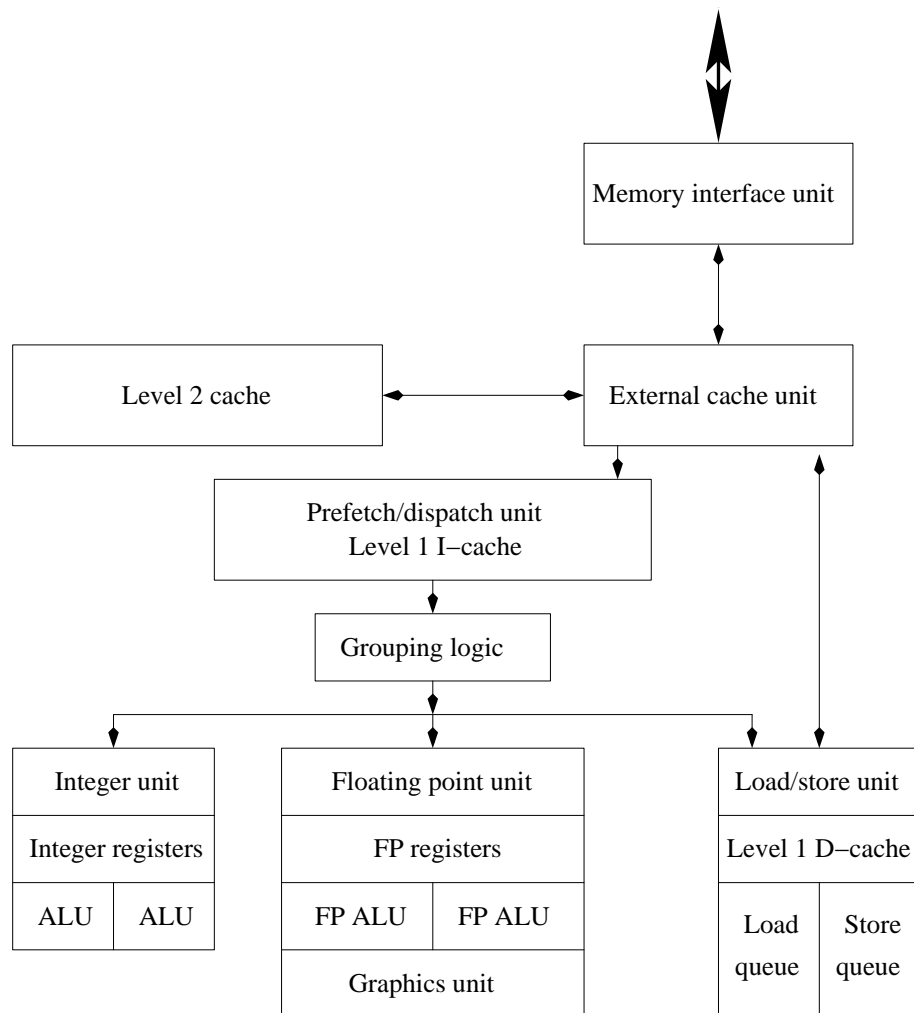 Memory interface unit
Level 2 cache
External cache unit
Prefetch/dispatch unit
Level 1 I−cache
Grouping logic
Integer unit
Floating point unit
Load/store unit
Integer registers
FP registers
Level 1 D−cache
ALU
ALU
FP ALU
FP ALU
Load
queue
Store
queue
Graphics unit